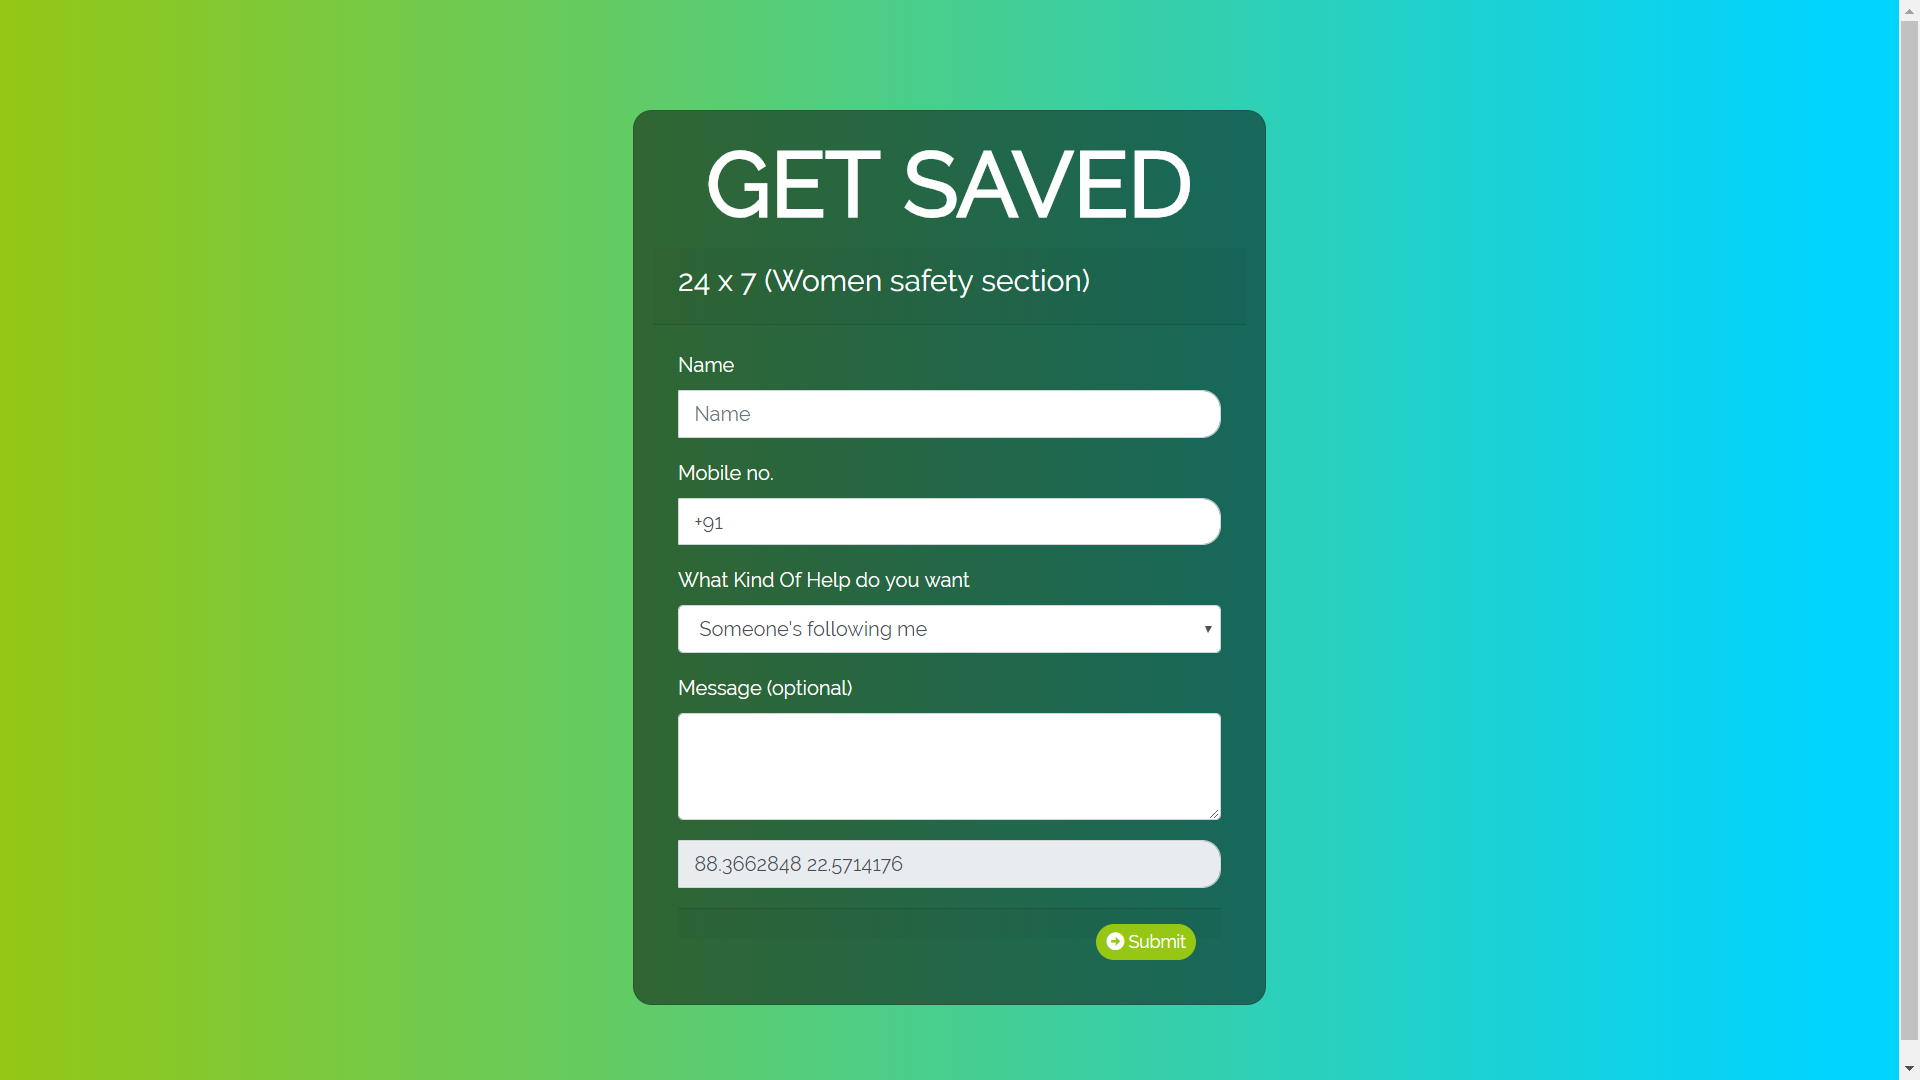 GET SAVED
24 x 7 (Women safety section)
Name
Name
Mobile no.
+91
What Kind Of Help do you want
Someone's following me
Message (optional)
88.3662848 22.5714176
Submit